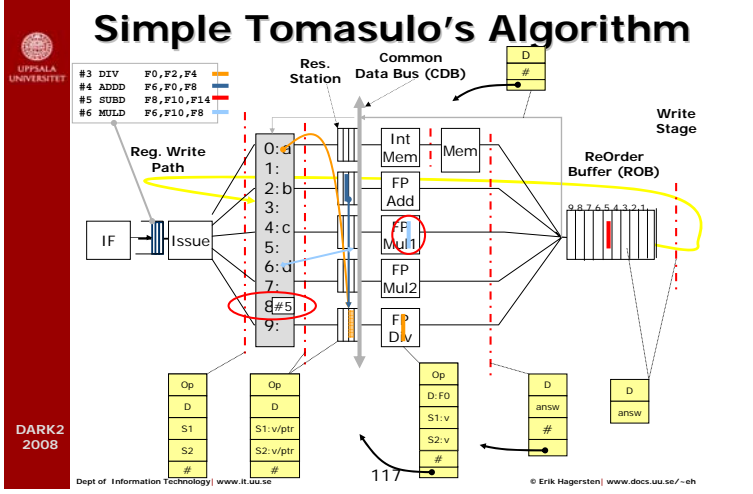 Simple Tomasulo's Algorithm
UPPSALA
UNIVERSITET
#3 DIV F0,F2,F4
#4 ADDD F6,F0,F8
#5 SUBD F8,F10,F14
#6 MULD F6,F10,F8
Res.
Station
Common
Data Bus (CDB)
D
#
Write
Stage
Reg. Write
Path
ReOrder
Buffer (ROB)
9 8 7 6 5 4 3 2 1
IF
Issue
0:a
1:
2:b
3:
4:c
5:
6:d
7:
8 #5
9:
Int
Mem
Mem
FP
Add
FP
Mul1
FP
Mul2
FP
Div
Op
D
S1
S2
#
Op
D
S1:v/ptr
S2:v/ptr
#
Op
D:F0
S1:v
S2:v
#
D
answ
#
D
answ
DARK2
2008
Dept of Information Technology| www.it.uu.se
117
© Erik Hagersten| www.docs.uu.se/~eh